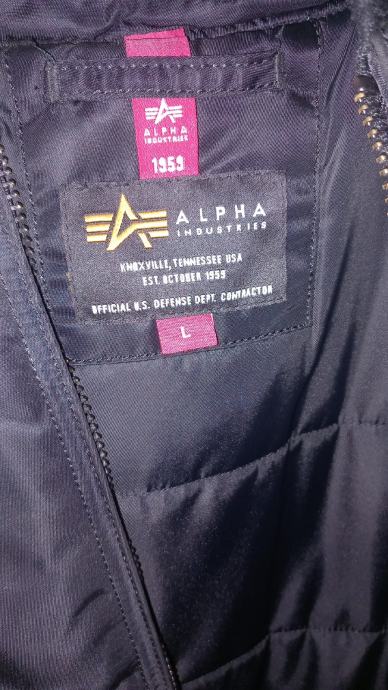 ALPHA
INDUSTRIES
1959
ALPHA
INDUSTRIES
KNOXVILLE, TENNESSEE USA
EST. OCTOBER 1959
OFFICIAL U.S. DEFENSE DEPT. CONTRACTOR
L